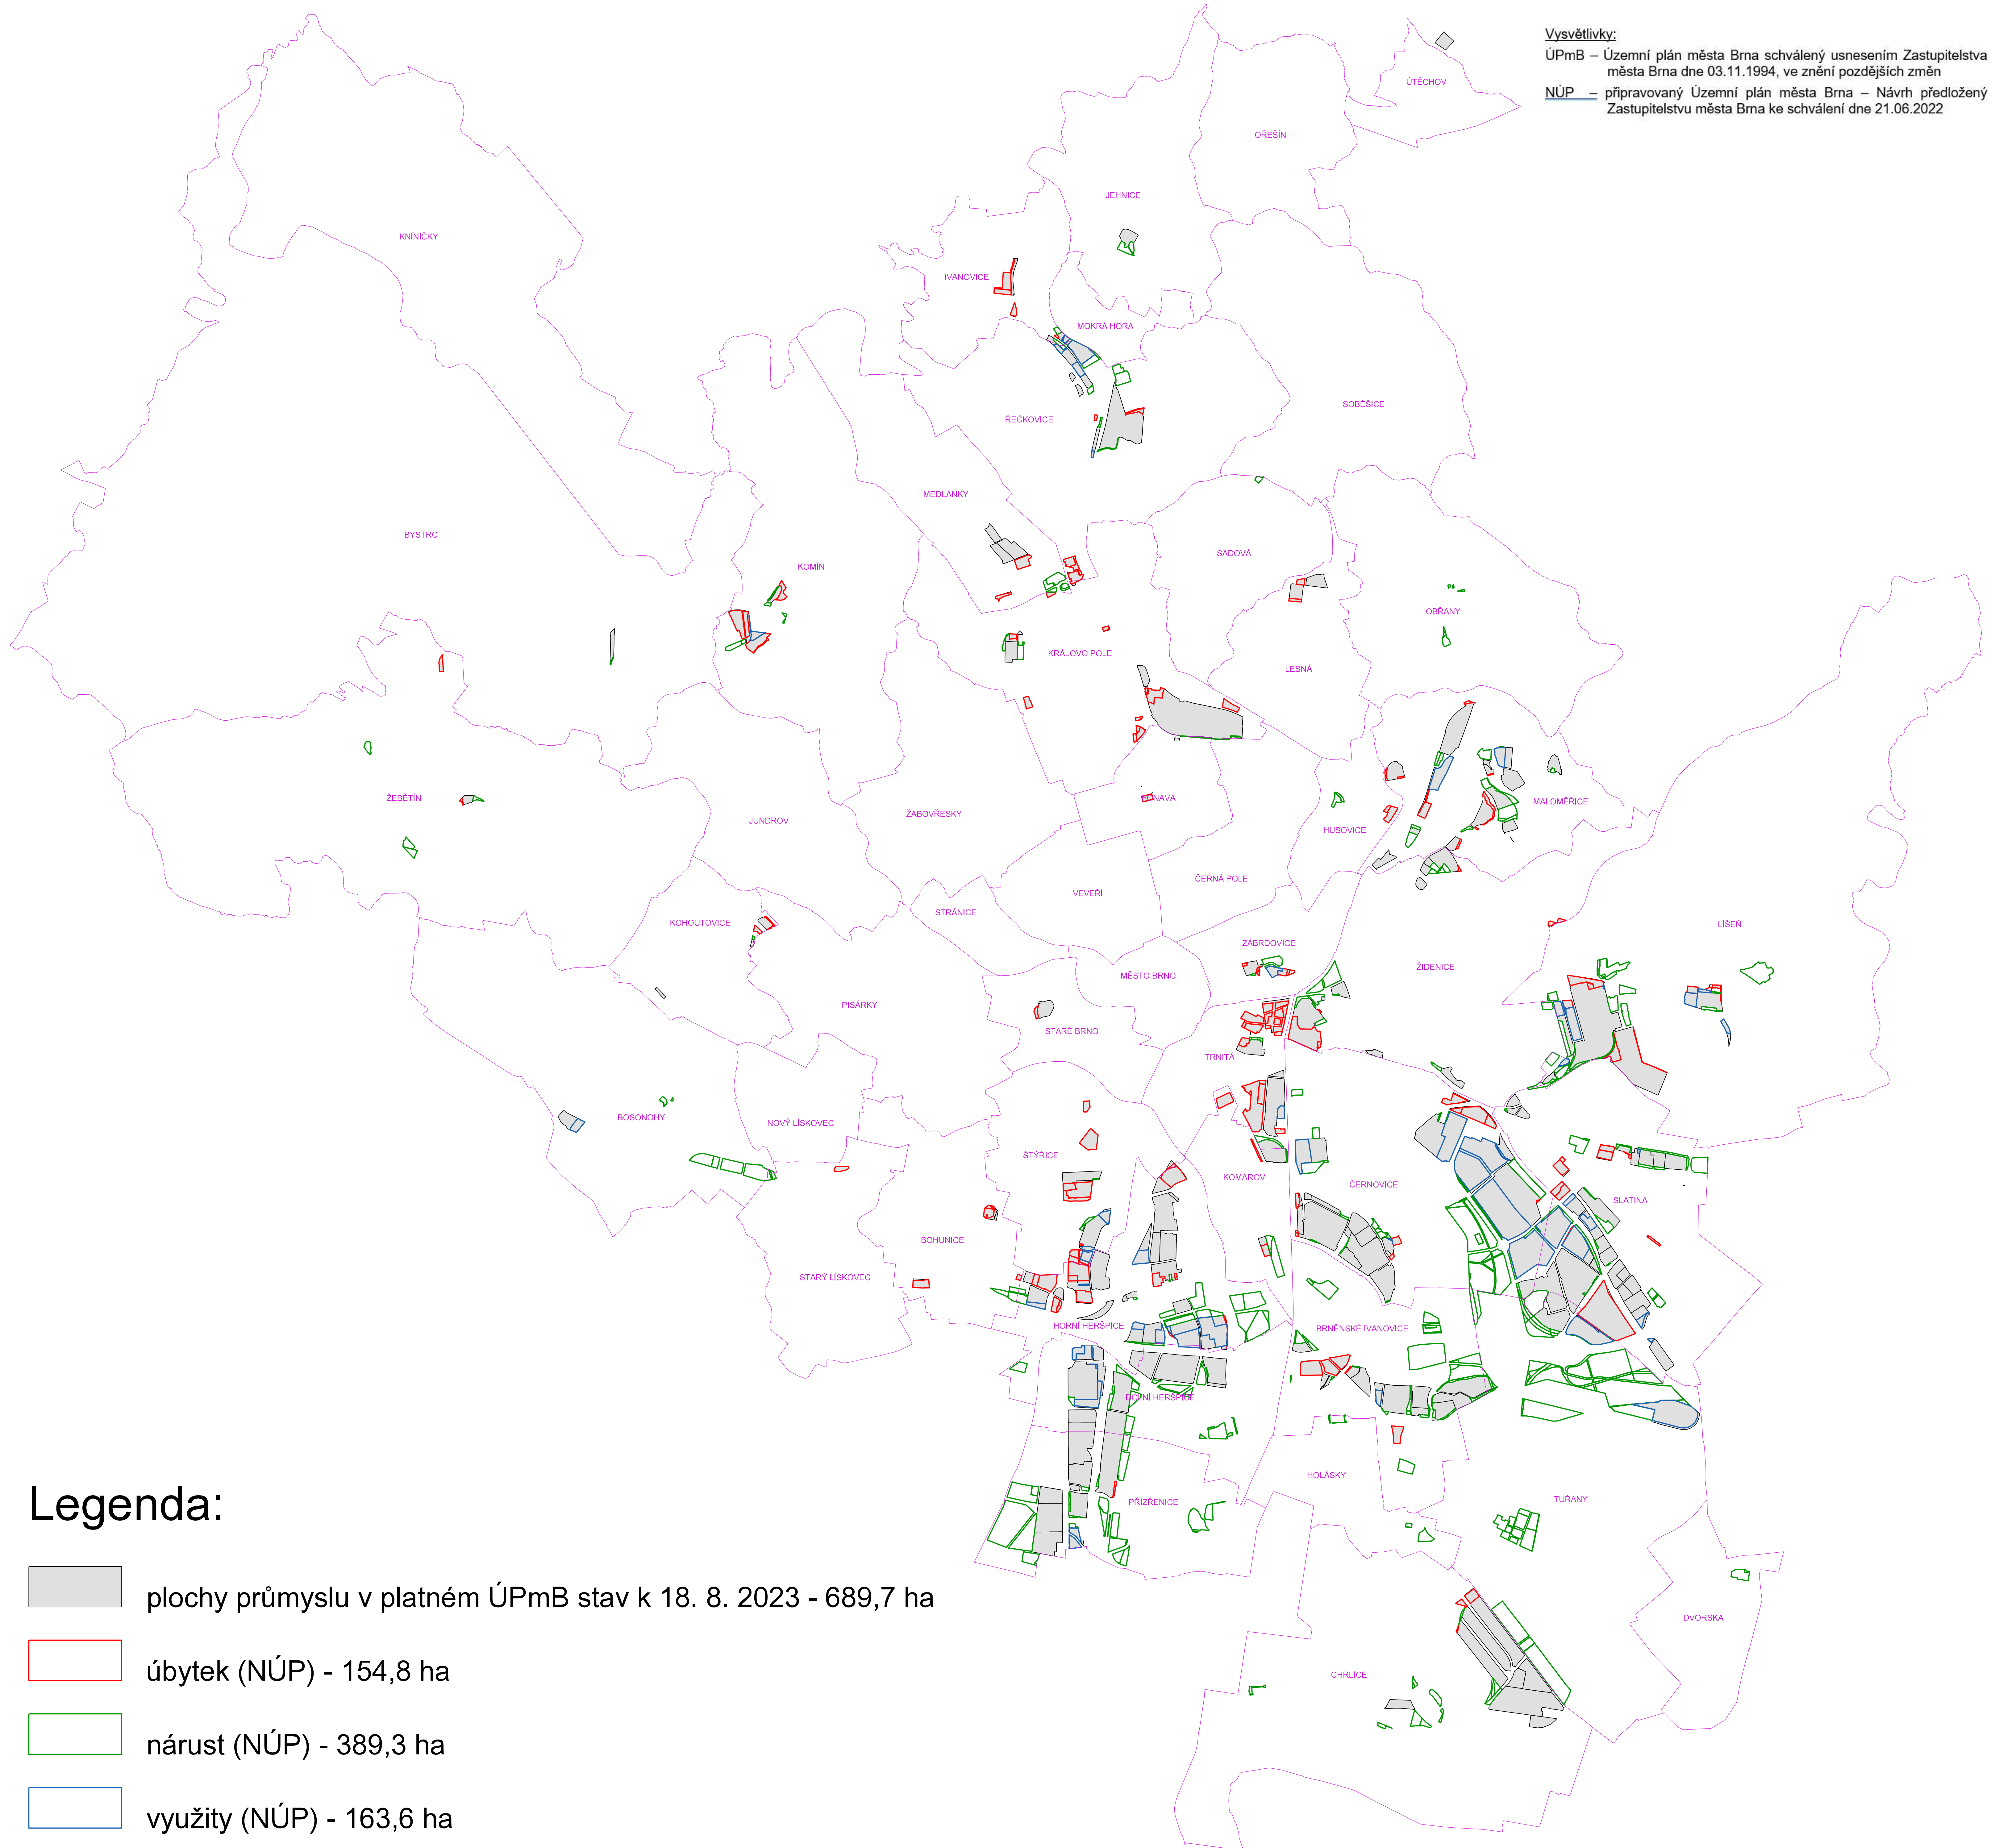 Vysvětlivky:
ÚPmB – Územní plán města Brna schválený usnesením Zastupitelstva
města Brna dne 03.11.1994, ve znění pozdějších změn
NÚP – připravovaný Územní plán města Brna – Návrh předložený
Zastupitelstvu města Brna ke schválení dne 21.06.2022
ÚTĚCHOV
OŘEŠÍN
JEHNICE
KNÍNIČKY
IVANOVICE
MOKRÁ HORA
SOBĚŠICE
ŘEČKOVICE
MEDLÁNKY
BYSTRC
SADOVÁ
KOMÍN
OBŘANY
KRÁLOVO POLE
LESNÁ
ŽEBĚTÍN
PONAVA
MALOMĚŘICE
ŽABOVŘESKY
JUNDROV
HUSOVICE
ČERNÁ POLE
VEVEŘÍ
STRÁNICE
KOHOUTOVICE
LÍŠEŇ
ZÁBRDOVICE
ŽIDENICE
MĚSTO BRNO
PISÁRKY
STARÉ BRNO
TRNITÁ
BOSONOHY
NOVÝ LÍSKOVEC
ŠTÝŘICE
KOMÁROV
ČERNOVICE
SLATINA
BOHUNICE
STARÝ LÍSKOVEC
HORNÍ HERŠPICE
BRNĚNSKÉ IVANOVICE
DOLNÍ HERŠPICE
HOLÁSKY
TUŘANY
PŘÍZŘENICE
DVORSKA
CHRLICE
Legenda:
plochy průmyslu v platném ÚPmB stav k 18. 8. 2023 - 689,7 ha
úbytek (NÚP) - 154,8 ha
nárust (NÚP) - 389,3 ha
využity (NÚP) - 163,6 ha